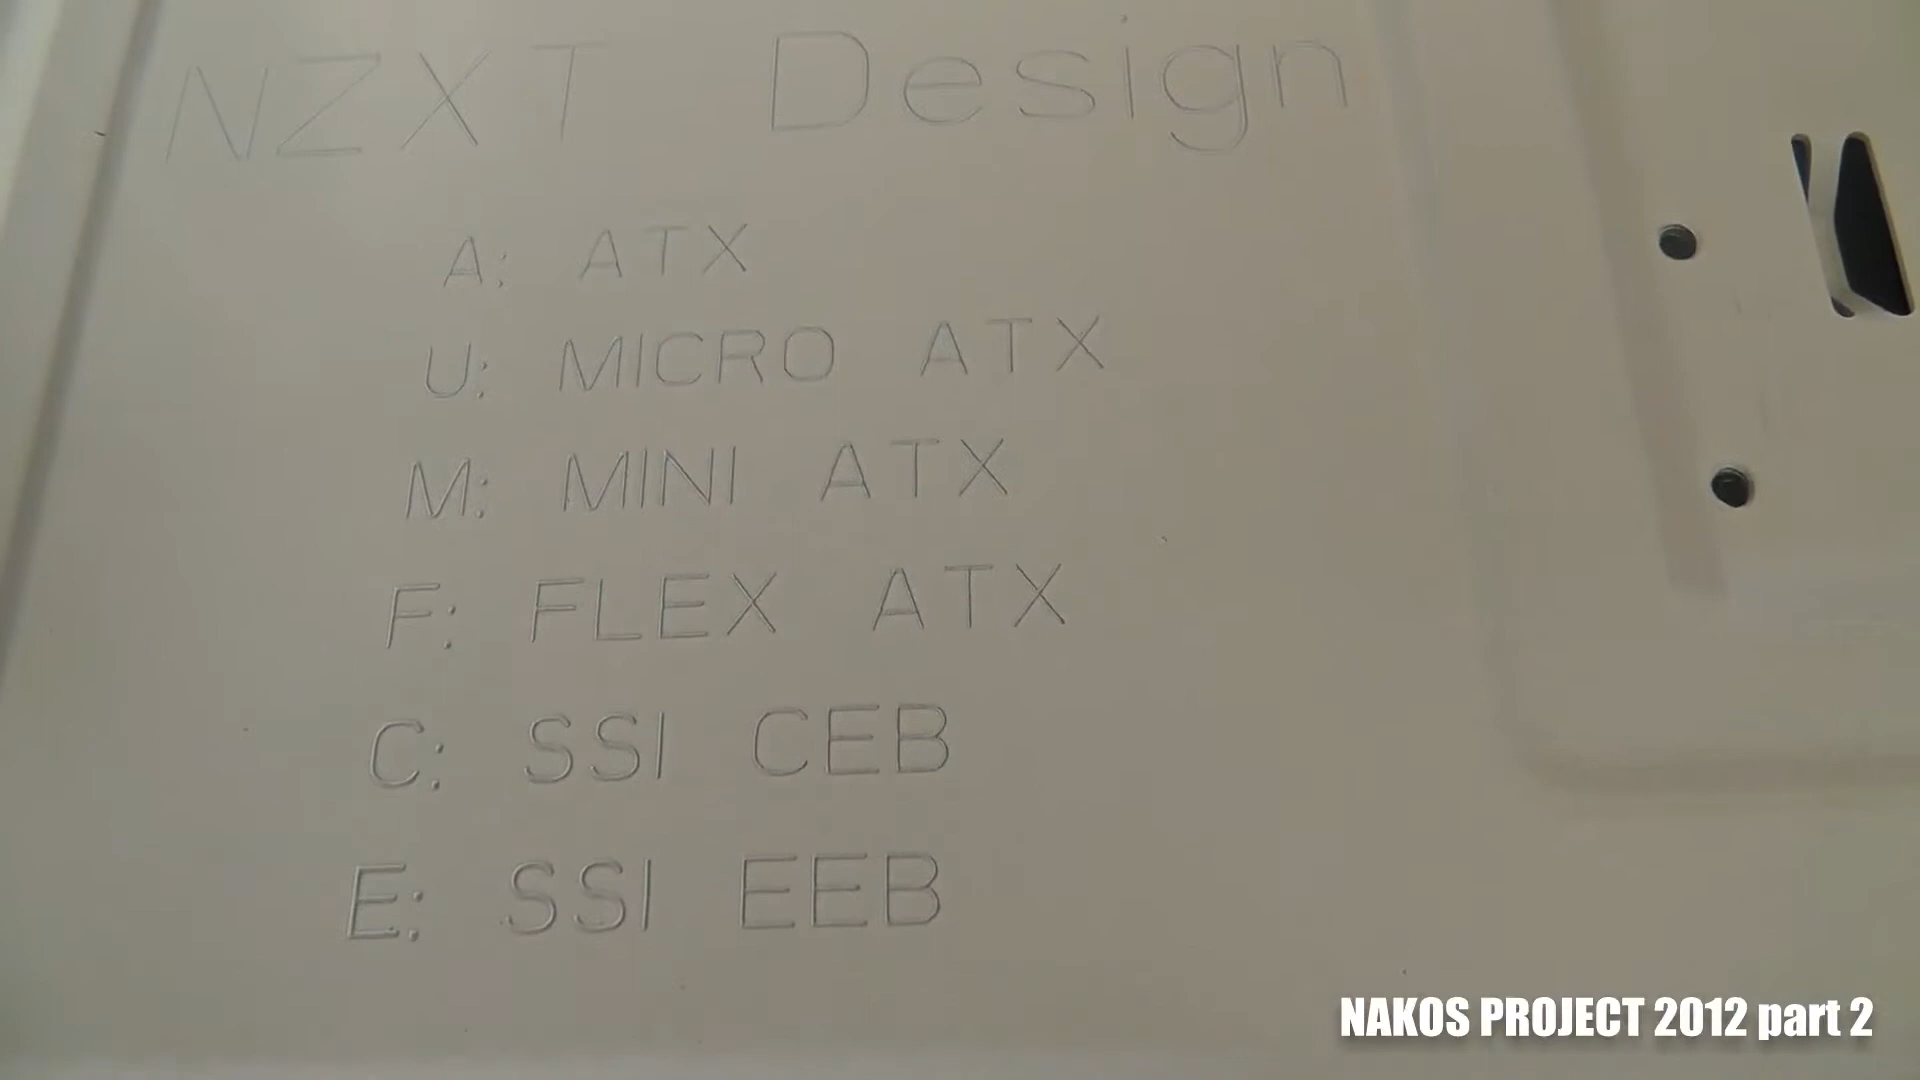 NZXT Design
A: ATX
U: MICRO ATX
M: MINI ATX
F: FLEX ATX
C: SSI CEB
E: SSI EEB
NAKOS PROJECT 2012 part 2